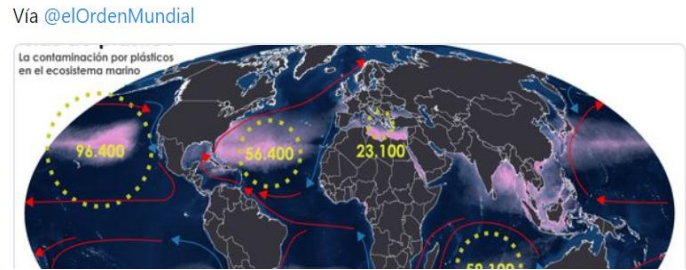 Vía @elOrdenMundial
La contaminación por plásticos
en el ecosistema marino
96.400
56.400
23.100